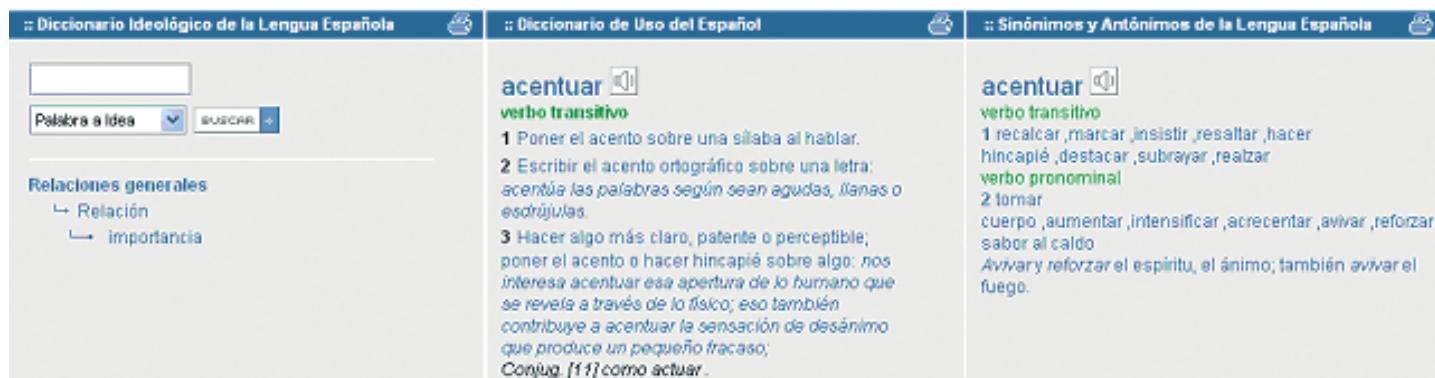 :: Diccionario Ideológico de la Lengua Española
Palabra a Idea
BUSCAR
Relaciones generales
Relación
importancia
:: Diccionario de Uso del Español
acentuar
verbo transitivo
1 Poner el acento sobre una sílaba al hablar.
2 Escribir el acento ortográfico sobre una letra:
acentúa las palabras según sean agudas, llanas o
esdrújulas.
3 Hacer algo más claro, patente o perceptible;
poner el acento o hacer hincapié sobre algo: nos
interesa acentuar esa apertura de lo humano que
se revela a través de lo físico; eso también
contribuye a acentuar la sensación de desánimo
que produce un pequeño fracaso;
Conjug. [11] como actuar .
:: Sinónimos y Antónimos de la Lengua Española
acentuar
verbo transitivo
1 recalcar ,marcar ,insistir ,resaltar ,hacer
hincapié ,destacar ,subrayar ,realzar
verbo pronominal
2 tomar
cuerpo ,aumentar ,intensificar ,acrecentar ,avivar ,reforzar
sabor al caldo
Avivar y reforzar el espíritu, el ánimo; también avivar el
fuego.